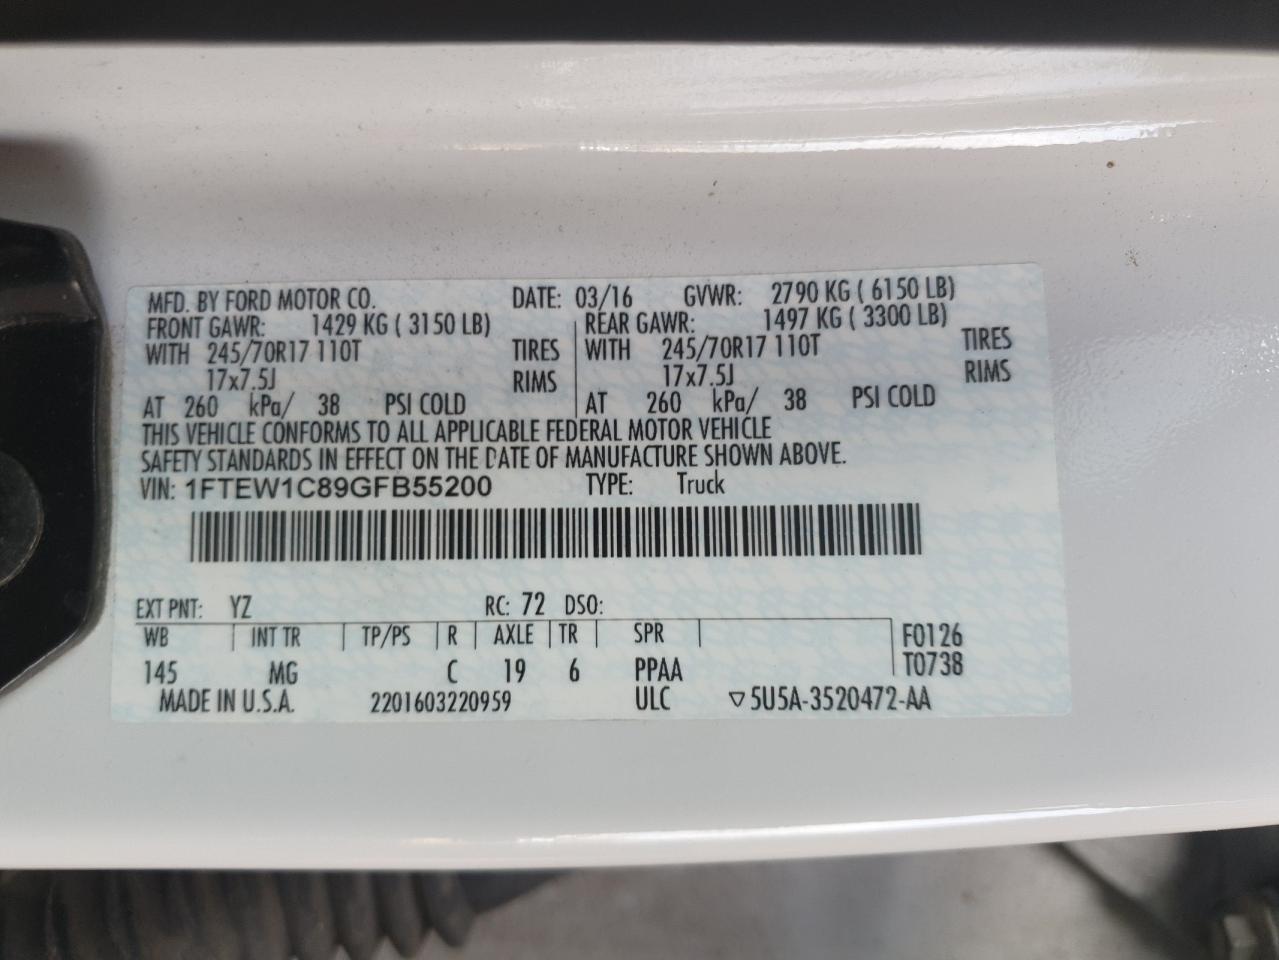 MFD. BY FORD MOTOR CO. DATE: 03/16 GVWR: 2790 KG ( 6150 LB)
FRONT GAWR: 1429 KG ( 3150 LB) REAR GAWR: 1497 KG ( 3300 LB)
WITH 245/70R17 110T TIRES WITH 245/70R17 110T TIRES
17x7.5J RIMS 17x7.5J RIMS
AT 260 kPa/ 38 PSI COLD AT 260 kPa/ 38 PSI COLD
THIS VEHICLE CONFORMS TO ALL APPLICABLE FEDERAL MOTOR VEHICLE
SAFETY STANDARDS IN EFFECT ON THE DATE OF MANUFACTURE SHOWN ABOVE.
VIN: 1FTEW1C89GFB55200 TYPE: Truck
EXT PNT: YZ RC: 72 DSO:
WB INT TR TP/PS R AXLE TR SPR F0126
145 MG C 19 6 PPAA T0738
MADE IN U.S.A. 2201603220959 ULC ▽5U5A-3520472-AA